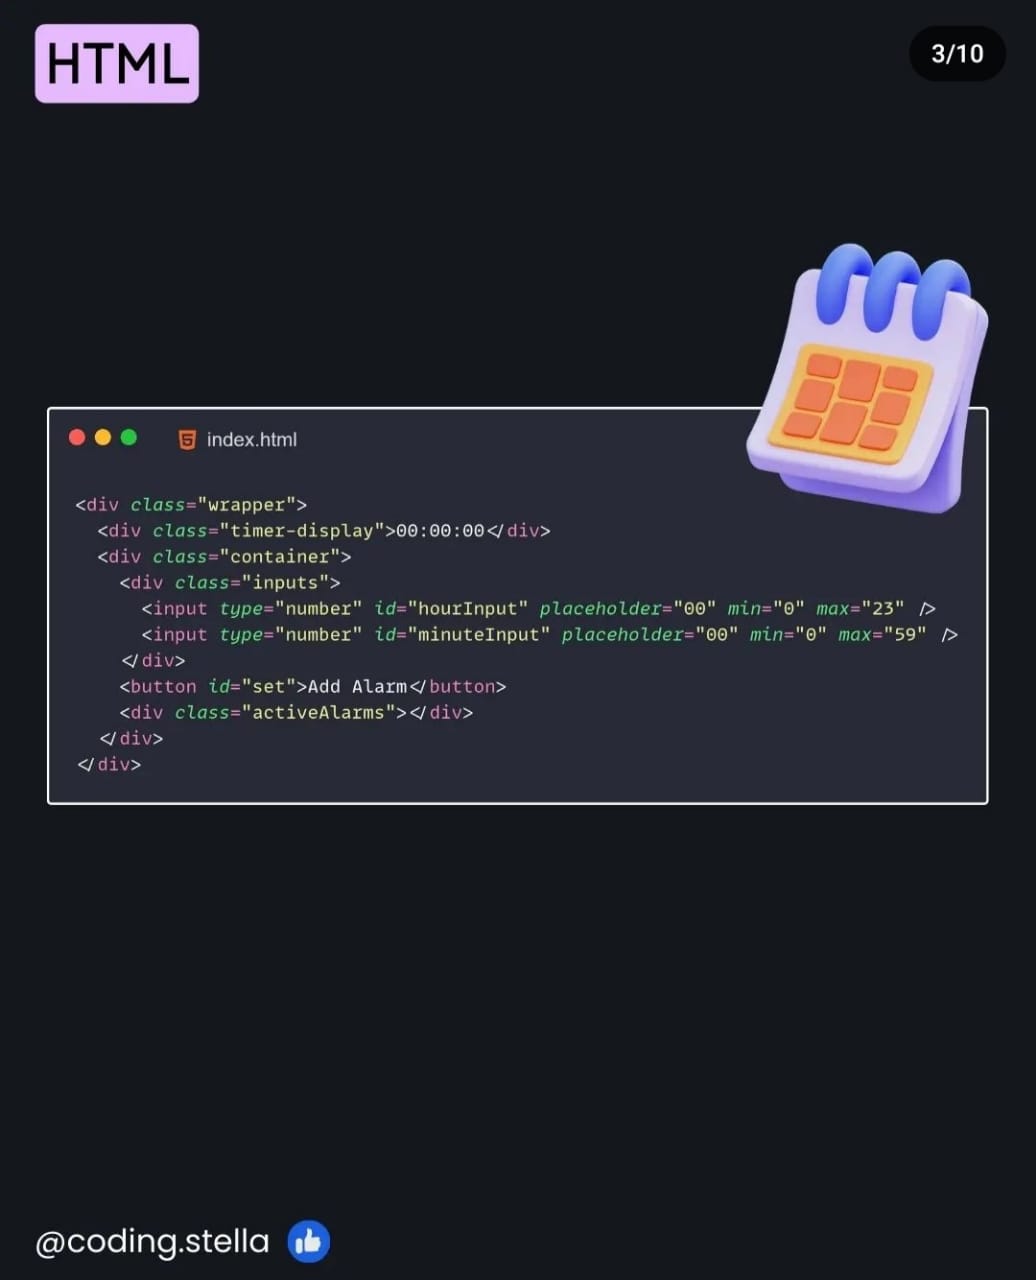 HTML
3/10
index.html
<div class="wrapper">
  <div class="timer-display">00:00:00</div>
  <div class="container">
    <div class="inputs">
      <input type="number" id="hourInput" placeholder="00" min="0" max="23" />
      <input type="number" id="minuteInput" placeholder="00" min="0" max="59" />
    </div>
    <button id="set">Add Alarm</button>
    <div class="activeAlarms"></div>
  </div>
</div>
@coding.stella